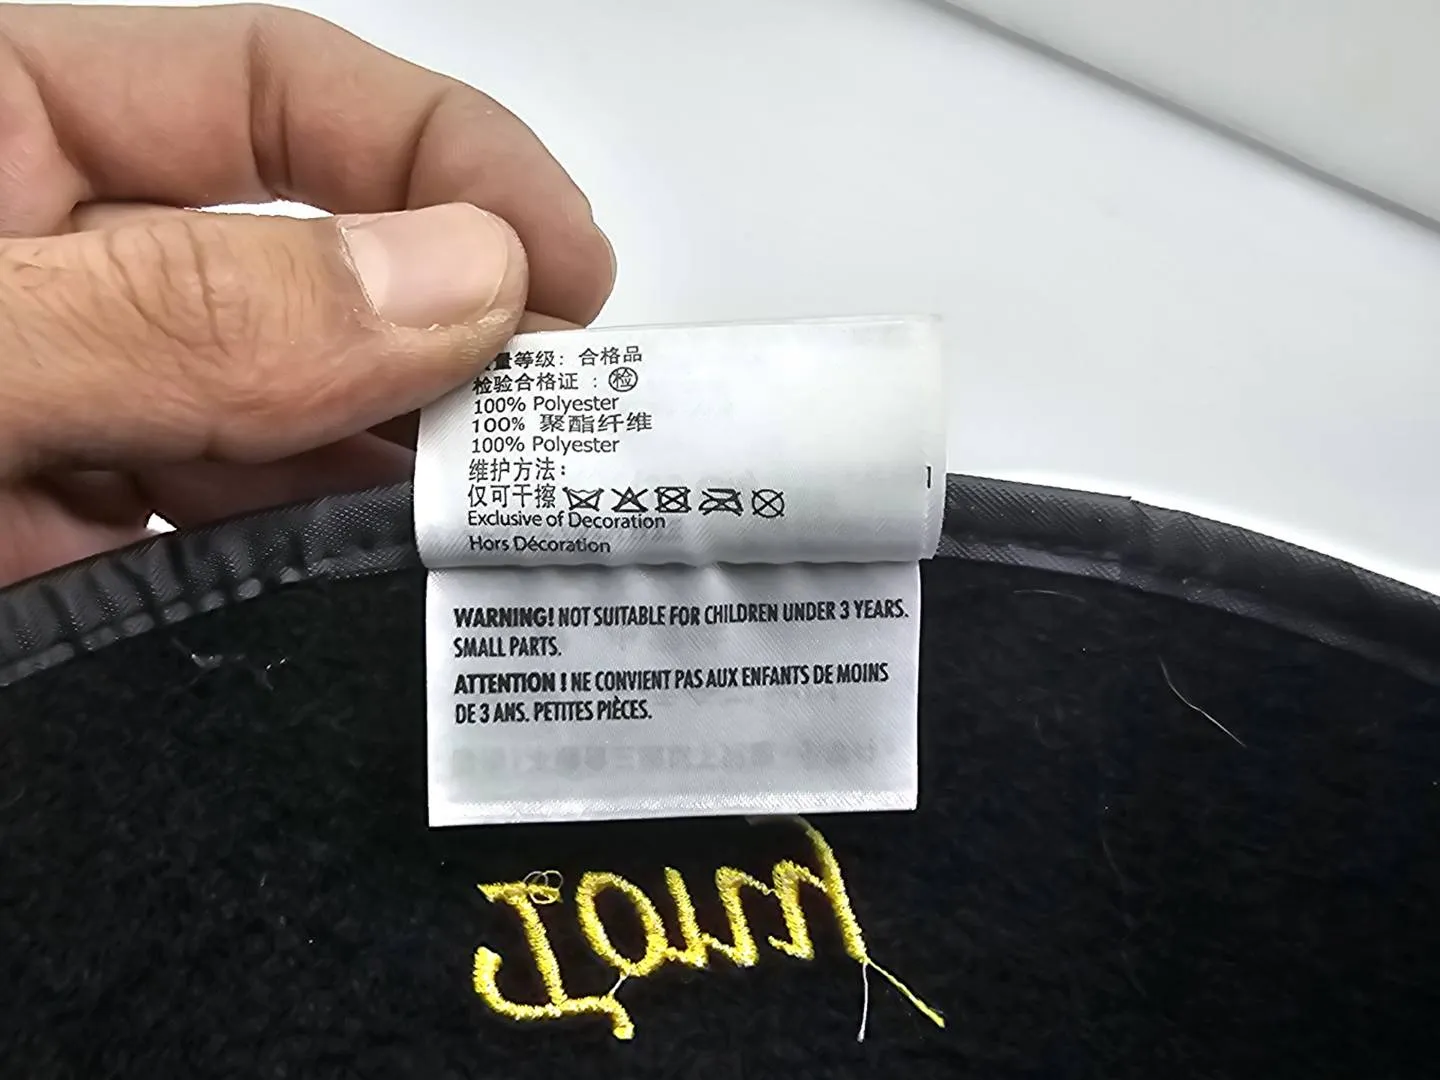 量等级：合格品
检验合格证：检
100% Polyester
100% 聚酯纤维
100% Polyester
维护方法：
仅可干擦
Exclusive of Decoration
Hors Décoration
WARNING! NOT SUITABLE FOR CHILDREN UNDER 3 YEARS.
SMALL PARTS.
ATTENTION ! NE CONVIENT PAS AUX ENFANTS DE MOINS
DE 3 ANS. PETITES PIÈCES.